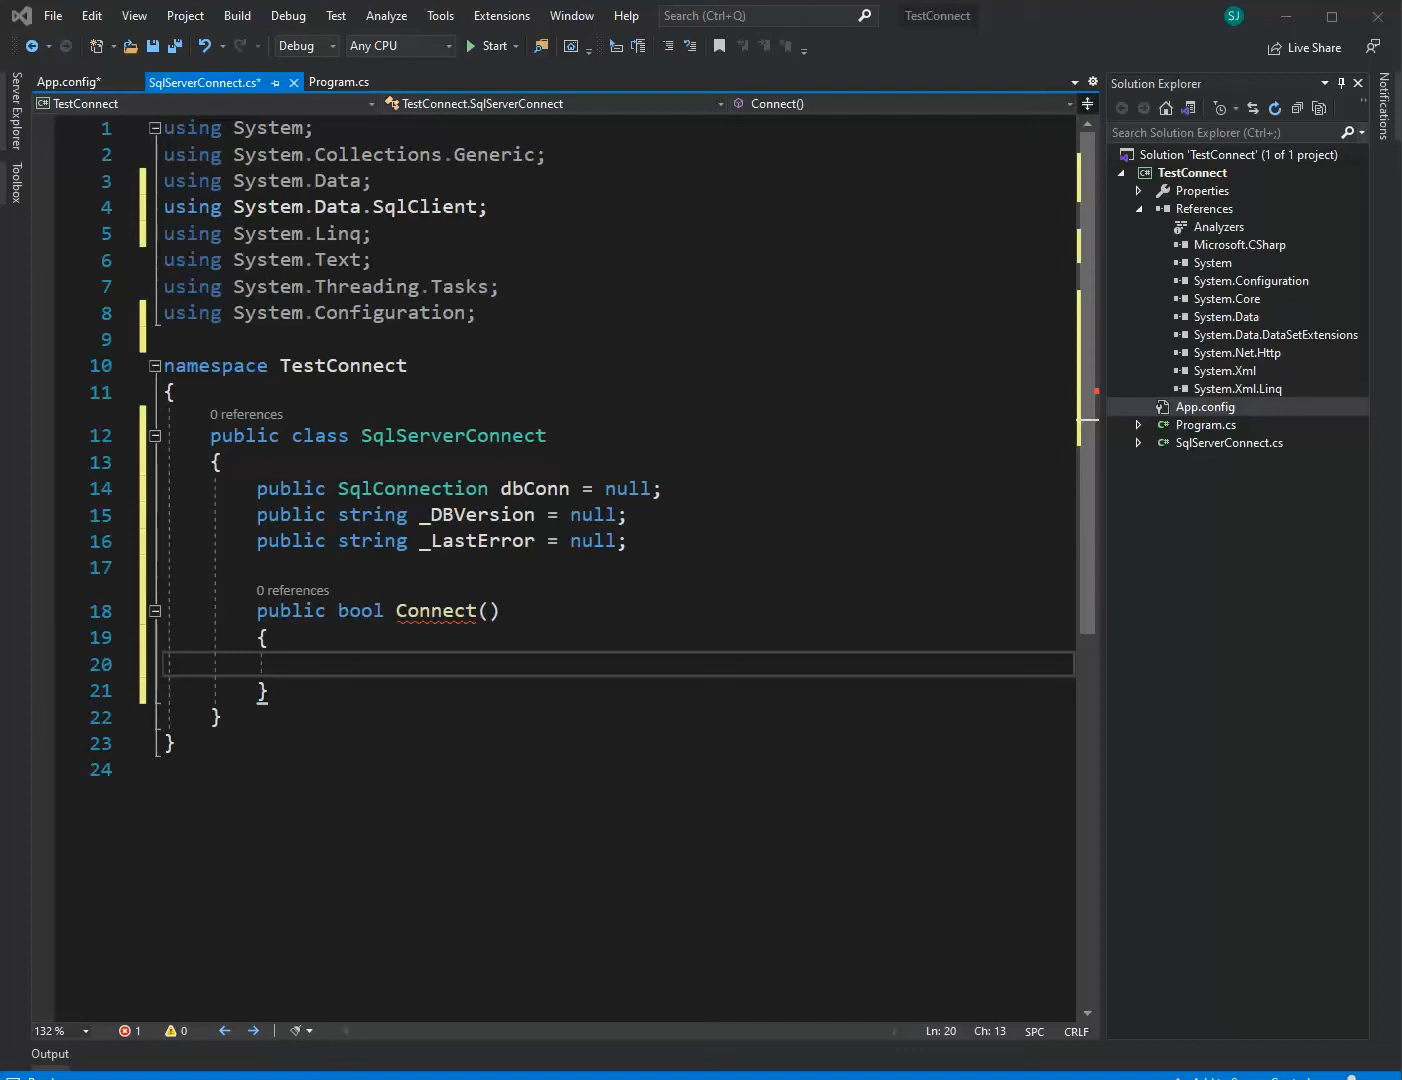 File Edit View Project Build Debug Test Analyze Tools Extensions Window Help Search (Ctrl+Q) TestConnect SJ
Debug Any CPU Start Live Share
App.config* SqlServerConnect.cs* Program.cs
TestConnect TestConnect.SqlServerConnect Connect()
Server Explorer
Toolbox
1 using System;
2 using System.Collections.Generic;
3 using System.Data;
4 using System.Data.SqlClient;
5 using System.Linq;
6 using System.Text;
7 using System.Threading.Tasks;
8 using System.Configuration;
9
10 namespace TestConnect
11 {
0 references
12 public class SqlServerConnect
13 {
14 public SqlConnection dbConn = null;
15 public string _DBVersion = null;
16 public string _LastError = null;
17
0 references
18 public bool Connect()
19 {
20
21 }
22 }
23 }
24
132 % 1 0 Ln: 20 Ch: 13 SPC CRLF
Output
Solution Explorer
Search Solution Explorer (Ctrl+;)
Solution 'TestConnect' (1 of 1 project)
C# TestConnect
Properties
References
Analyzers
Microsoft.CSharp
System
System.Configuration
System.Core
System.Data
System.Data.DataSetExtensions
System.Net.Http
System.Xml
System.Xml.Linq
App.config
C# Program.cs
C# SqlServerConnect.cs
Notifications